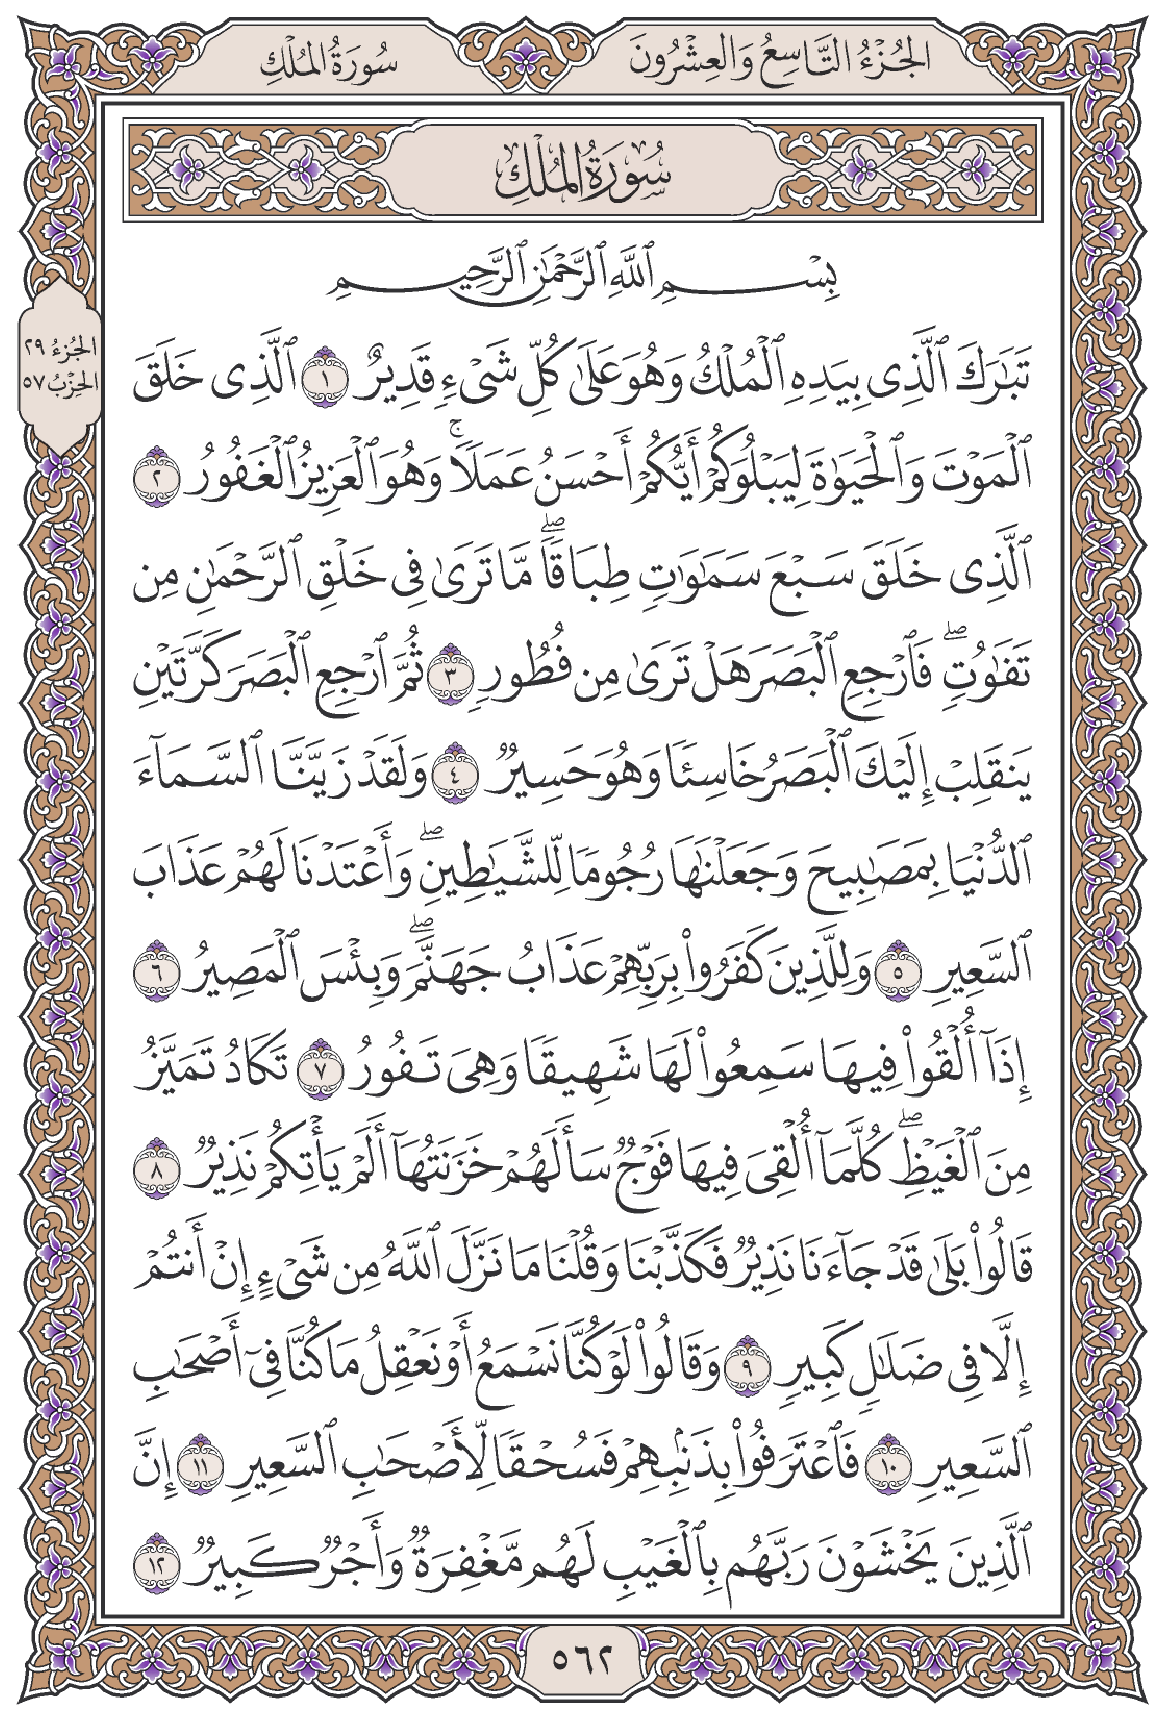 الجُزْءُ التَّاسِعُ وَالعِشْرُونَ
سُورَةُ المُلْكِ
سُورَةُ المُلْكِ
بِسْمِ ٱللَّهِ ٱلرَّحْمَٰنِ ٱلرَّحِيمِ
الجُزءُ ٢٩
الحِزْبُ ٥٧
تَبَٰرَكَ ٱلَّذِى بِيَدِهِ ٱلْمُلْكُ وَهُوَ عَلَىٰ كُلِّ شَىْءٍ قَدِيرٌ ١ ٱلَّذِى خَلَقَ
ٱلْمَوْتَ وَٱلْحَيَوٰةَ لِيَبْلُوَكُمْ أَيُّكُمْ أَحْسَنُ عَمَلًا ۚ وَهُوَ ٱلْعَزِيزُ ٱلْغَفُورُ ٢
ٱلَّذِى خَلَقَ سَبْعَ سَمَٰوَٰتٍ طِبَاقًا ۖ مَّا تَرَىٰ فِى خَلْقِ ٱلرَّحْمَٰنِ مِن
تَفَٰوُتٍ ۖ فَٱرْجِعِ ٱلْبَصَرَ هَلْ تَرَىٰ مِن فُطُورٍ ٣ ثُمَّ ٱرْجِعِ ٱلْبَصَرَ كَرَّتَيْنِ
يَنقَلِبْ إِلَيْكَ ٱلْبَصَرُ خَاسِئًا وَهُوَ حَسِيرٌ ٤ وَلَقَدْ زَيَّنَّا ٱلسَّمَآءَ
ٱلدُّنْيَا بِمَصَٰبِيحَ وَجَعَلْنَٰهَا رُجُومًا لِّلشَّيَٰطِينِ ۖ وَأَعْتَدْنَا لَهُمْ عَذَابَ
ٱلسَّعِيرِ ٥ وَلِلَّذِينَ كَفَرُوا۟ بِرَبِّهِمْ عَذَابُ جَهَنَّمَ ۖ وَبِئْسَ ٱلْمَصِيرُ ٦
إِذَآ أُلْقُوا۟ فِيهَا سَمِعُوا۟ لَهَا شَهِيقًا وَهِىَ تَفُورُ ٧ تَكَادُ تَمَيَّزُ
مِنَ ٱلْغَيْظِ ۖ كُلَّمَآ أُلْقِىَ فِيهَا فَوْجٌ سَأَلَهُمْ خَزَنَتُهَآ أَلَمْ يَأْتِكُمْ نَذِيرٌ ٨
قَالُوا۟ بَلَىٰ قَدْ جَآءَنَا نَذِيرٌ فَكَذَّبْنَا وَقُلْنَا مَا نَزَّلَ ٱللَّهُ مِن شَىْءٍ إِنْ أَنتُمْ
إِلَّا فِى ضَلَٰلٍ كَبِيرٍ ٩ وَقَالُوا۟ لَوْ كُنَّا نَسْمَعُ أَوْ نَعْقِلُ مَا كُنَّا فِىٓ أَصْحَٰبِ
ٱلسَّعِيرِ ١٠ فَٱعْتَرَفُوا۟ بِذَنۢبِهِمْ فَسُحْقًا لِّأَصْحَٰبِ ٱلسَّعِيرِ ١١ إِنَّ
ٱلَّذِينَ يَخْشَوْنَ رَبَّهُم بِٱلْغَيْبِ لَهُم مَّغْفِرَةٌ وَأَجْرٌ كَبِيرٌ ١٢
٥٦٢